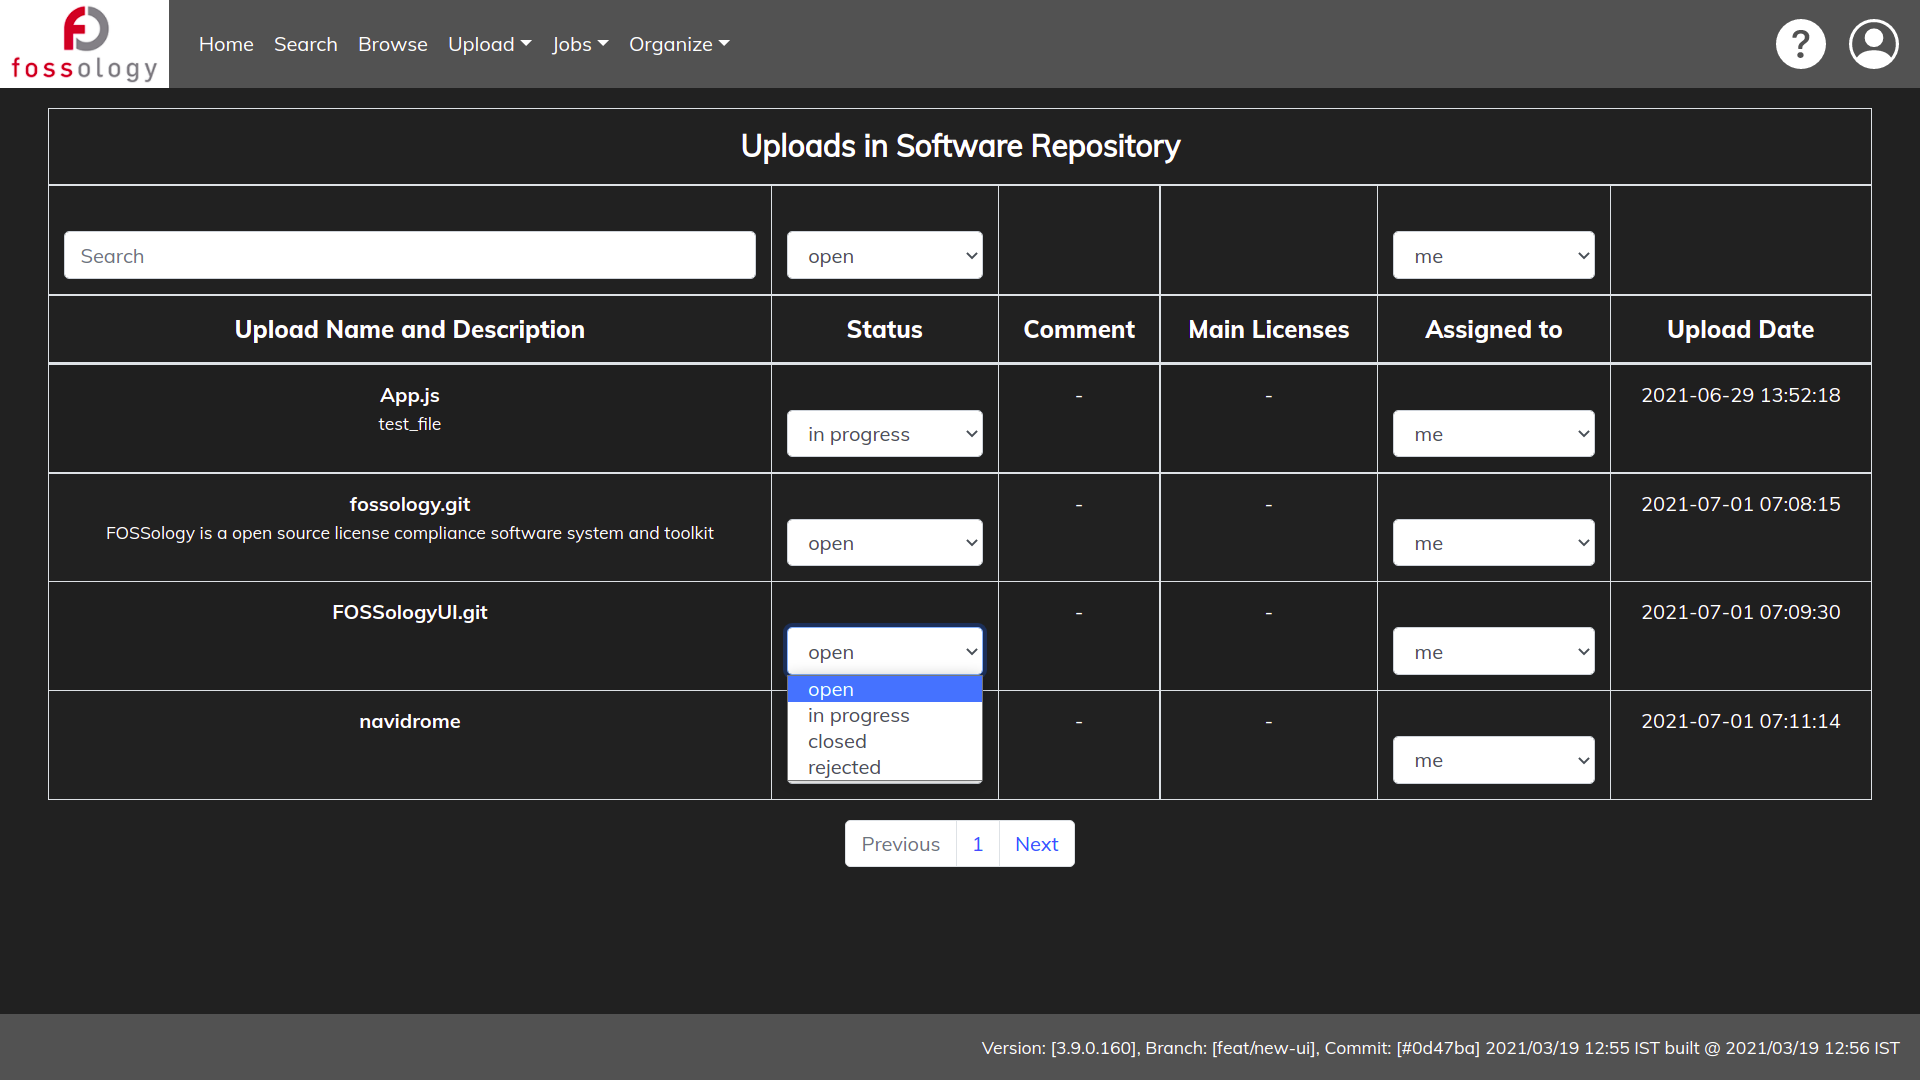 fossology
Home Search Browse Upload Jobs Organize
?
Uploads in Software Repository
Search open me
Upload Name and Description Status Comment Main Licenses Assigned to Upload Date
App.js - - 2021-06-29 13:52:18
test_file
in progress me
fossology.git - - 2021-07-01 07:08:15
FOSSology is a open source license compliance software system and toolkit
open me
FOSSologyUI.git - - 2021-07-01 07:09:30
open me
open
in progress
closed
rejected
navidrome - - 2021-07-01 07:11:14
me
Previous 1 Next
Version: [3.9.0.160], Branch: [feat/new-ui], Commit: [#0d47ba] 2021/03/19 12:55 IST built @ 2021/03/19 12:56 IST